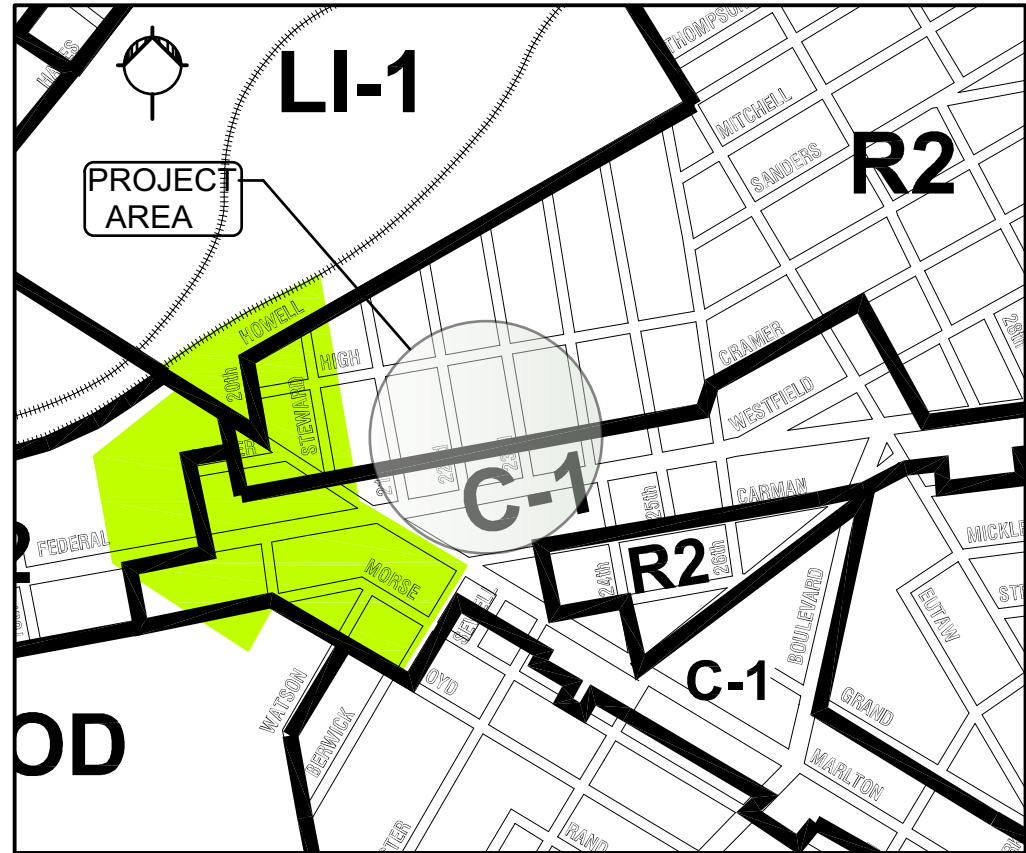 THOMPSON
LI-1
MITCHELL
R2
SANDERS
PROJECT
AREA
HOWELL
28th
CRAMER
HIGH
20th
STEWARD
WESTFIELD
C-1
25th
CARMAN
FEDERAL
MORSE
R2
24th
26th
MICKLE
BOULEVARD
EUTAW
C-1
WATSON
BERWICK
GRAND
OD
MARLTON
RAND